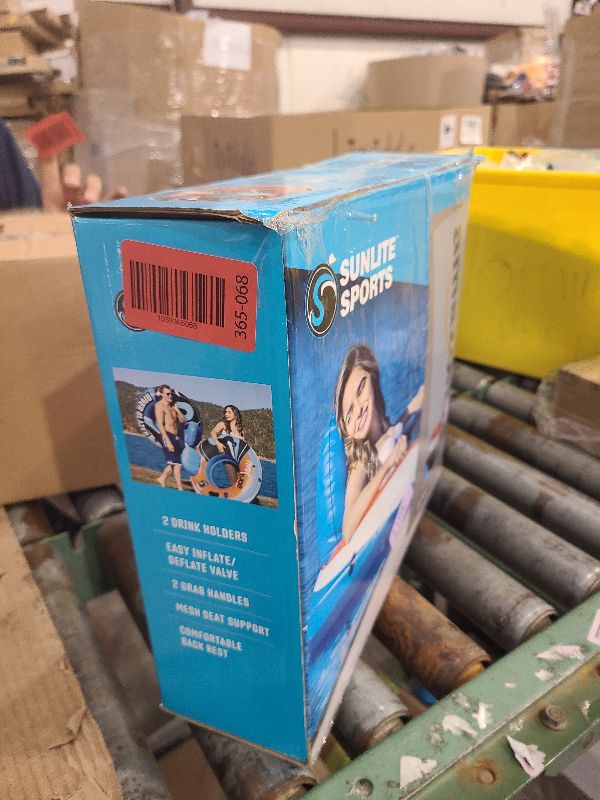 1059365068
365-068
SUNLITE
SPORTS
2 DRINK HOLDERS
EASY INFLATE/
DEFLATE VALVE
2 GRAB HANDLES
MESH SEAT SUPPORT
COMFORTABLE
BACK REST